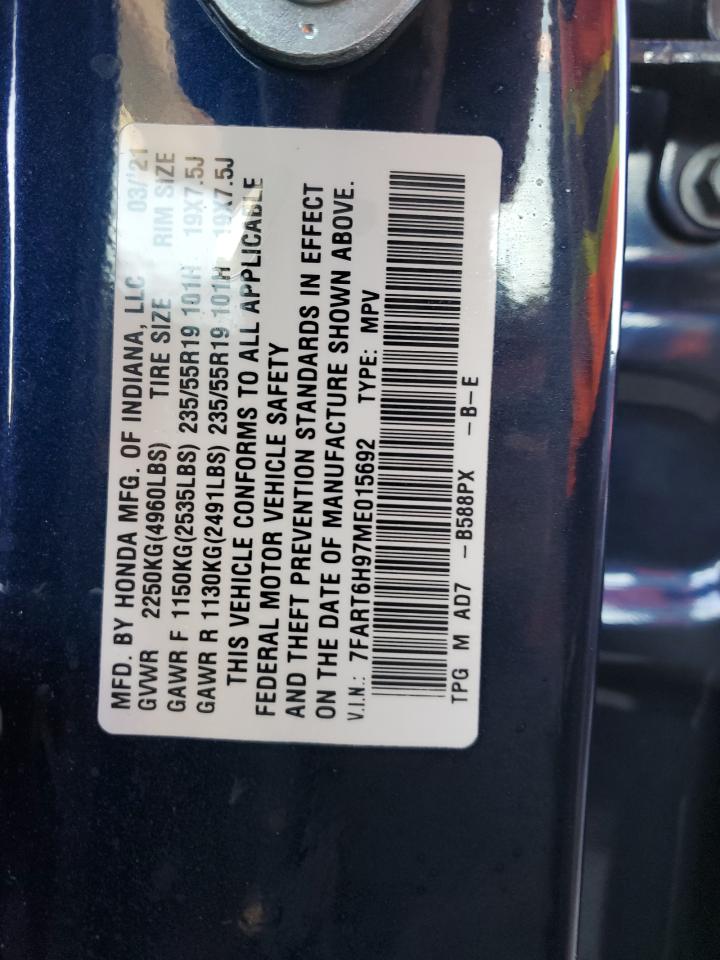 MFD. BY HONDA MFG. OF INDIANA, LLC 03/'21
GVWR 2250KG(4960LBS) TIRE SIZE RIM SIZE
GAWR F 1150KG(2535LBS) 235/55R19 101H 19X7.5J
GAWR R 1130KG(2491LBS) 235/55R19 101H 19X7.5J
THIS VEHICLE CONFORMS TO ALL APPLICABLE
FEDERAL MOTOR VEHICLE SAFETY
AND THEFT PREVENTION STANDARDS IN EFFECT
ON THE DATE OF MANUFACTURE SHOWN ABOVE.
V.I.N.: 7FART6H97ME015692 TYPE: MPV
TPG M AD7 -B588PX -B-E